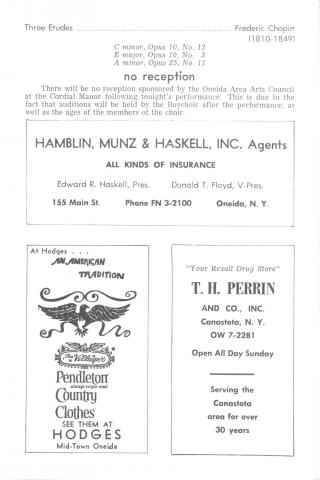 Three Etudes ........................................ Frederic Chopin
(1810-1849)
C minor, Opus 10, No. 12
E major, Opus 10, No. 3
A minor, Opus 25, No. 11
no reception
There will be no reception sponsored by the Oneida Area Arts Council
at the Cordial Manor following tonight's performance. This is due to the
fact that auditions will be held by the Boychoir after the performance, as
well as the ages of the members of the choir.
HAMBLIN, MUNZ & HASKELL, INC. Agents
ALL KINDS OF INSURANCE
Edward R. Haskell, Pres. Donald T. Floyd, V-Pres.
155 Main St. Phone FN 3-2100 Oneida, N. Y.
At Hodges . . .
AN AMERICAN
TRADITION
The Villager
Pendleton
always virgin wool
Country
Clothes
SEE THEM AT
HODGES
Mid-Town Oneida
"Your Rexall Drug Store"
T. H. PERRIN
AND CO., INC.
Canastota, N. Y.
OW 7-2281
Open All Day Sunday
Serving the
Canastota
area for over
30 years